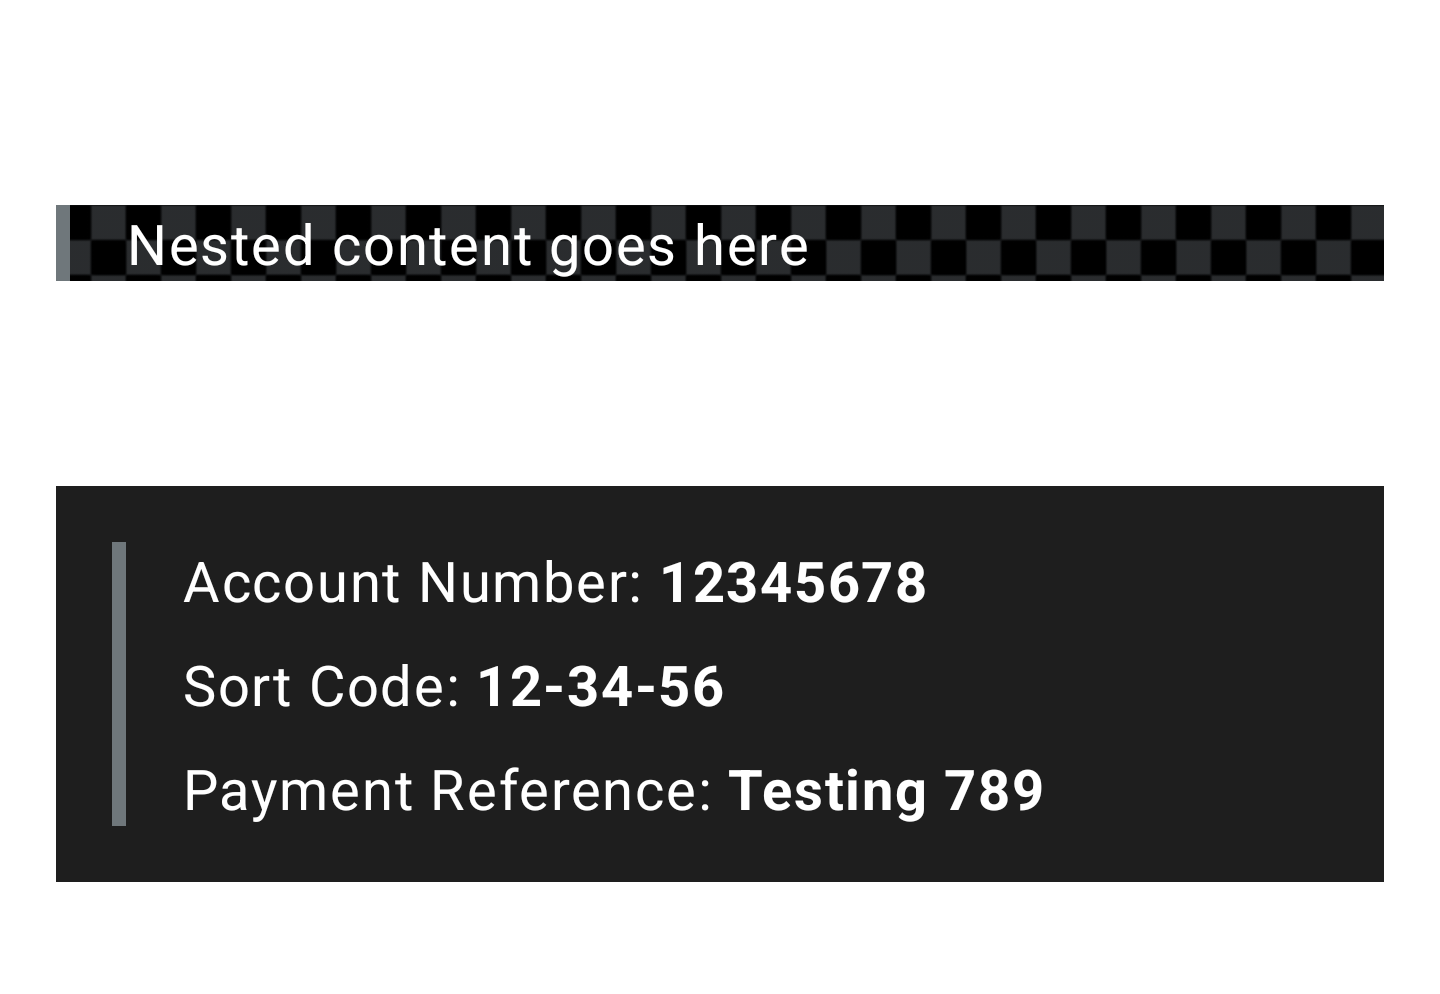 Nested content goes here
Account Number: 12345678
Sort Code: 12-34-56
Payment Reference: Testing 789